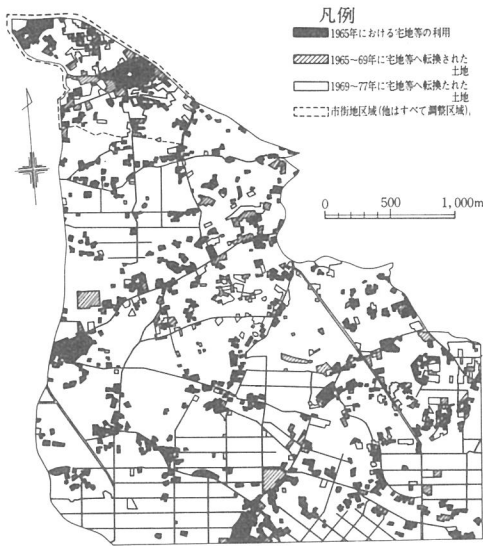 凡例
1965年における宅地等の利用
1965～69年に宅地等へ転換された
土地
1969～77年に宅地等へ転換たれた
土地
市街地区域(他はすべて調整区域).
0 500 1,000m